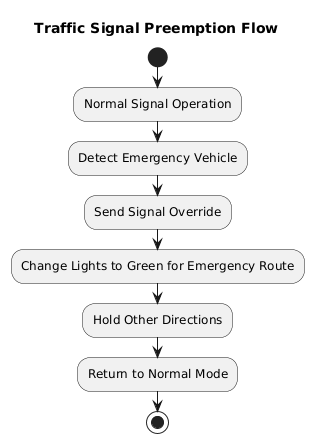 Traffic Signal Preemption Flow
Normal Signal Operation
Detect Emergency Vehicle
Send Signal Override
Change Lights to Green for Emergency Route
Hold Other Directions
Return to Normal Mode